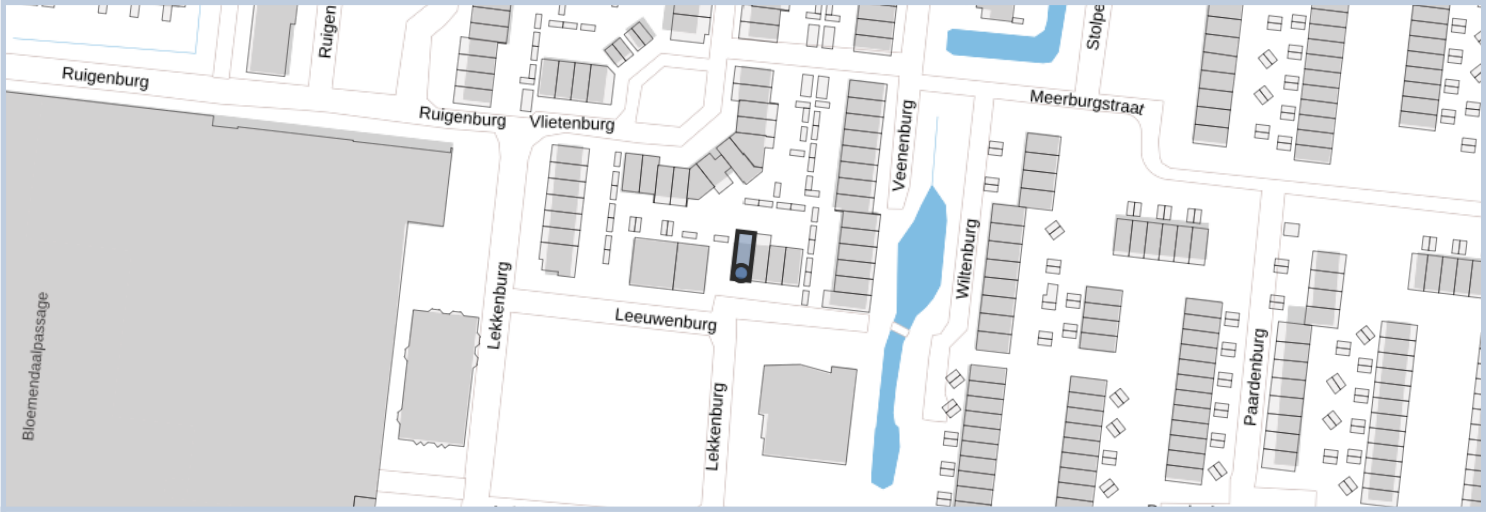 Ruigen
Stolpe
Ruigenburg
Meerburgstraat
Ruigenburg
Vlietenburg
Veenenburg
Wiltenburg
Lekkenburg
Leeuwenburg
Bloemendaalpassage
Paardenburg
Lekkenburg